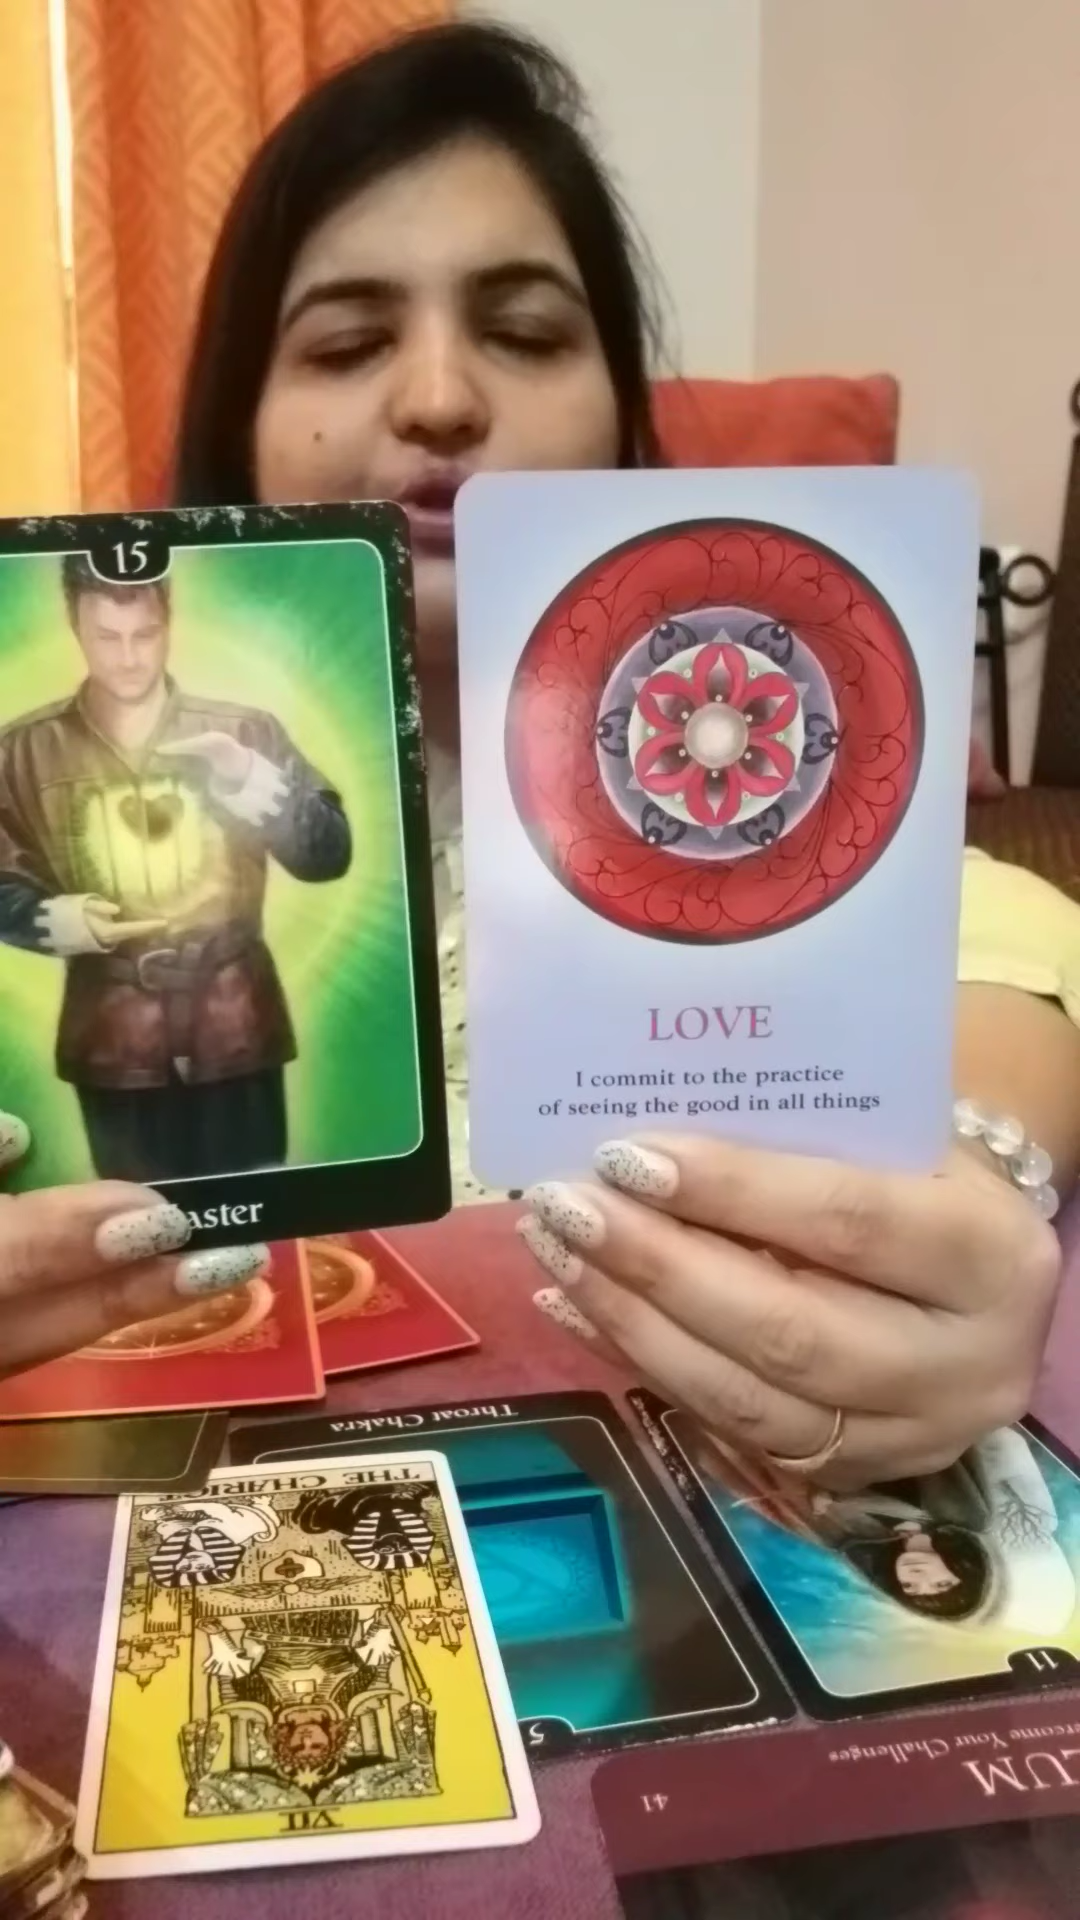 15
LOVE
I commit to the practice
of seeing the good in all things
aster
Throat Chakra
THE CHARIOT
5
11
VII
ercome Your Challenges
UM
41